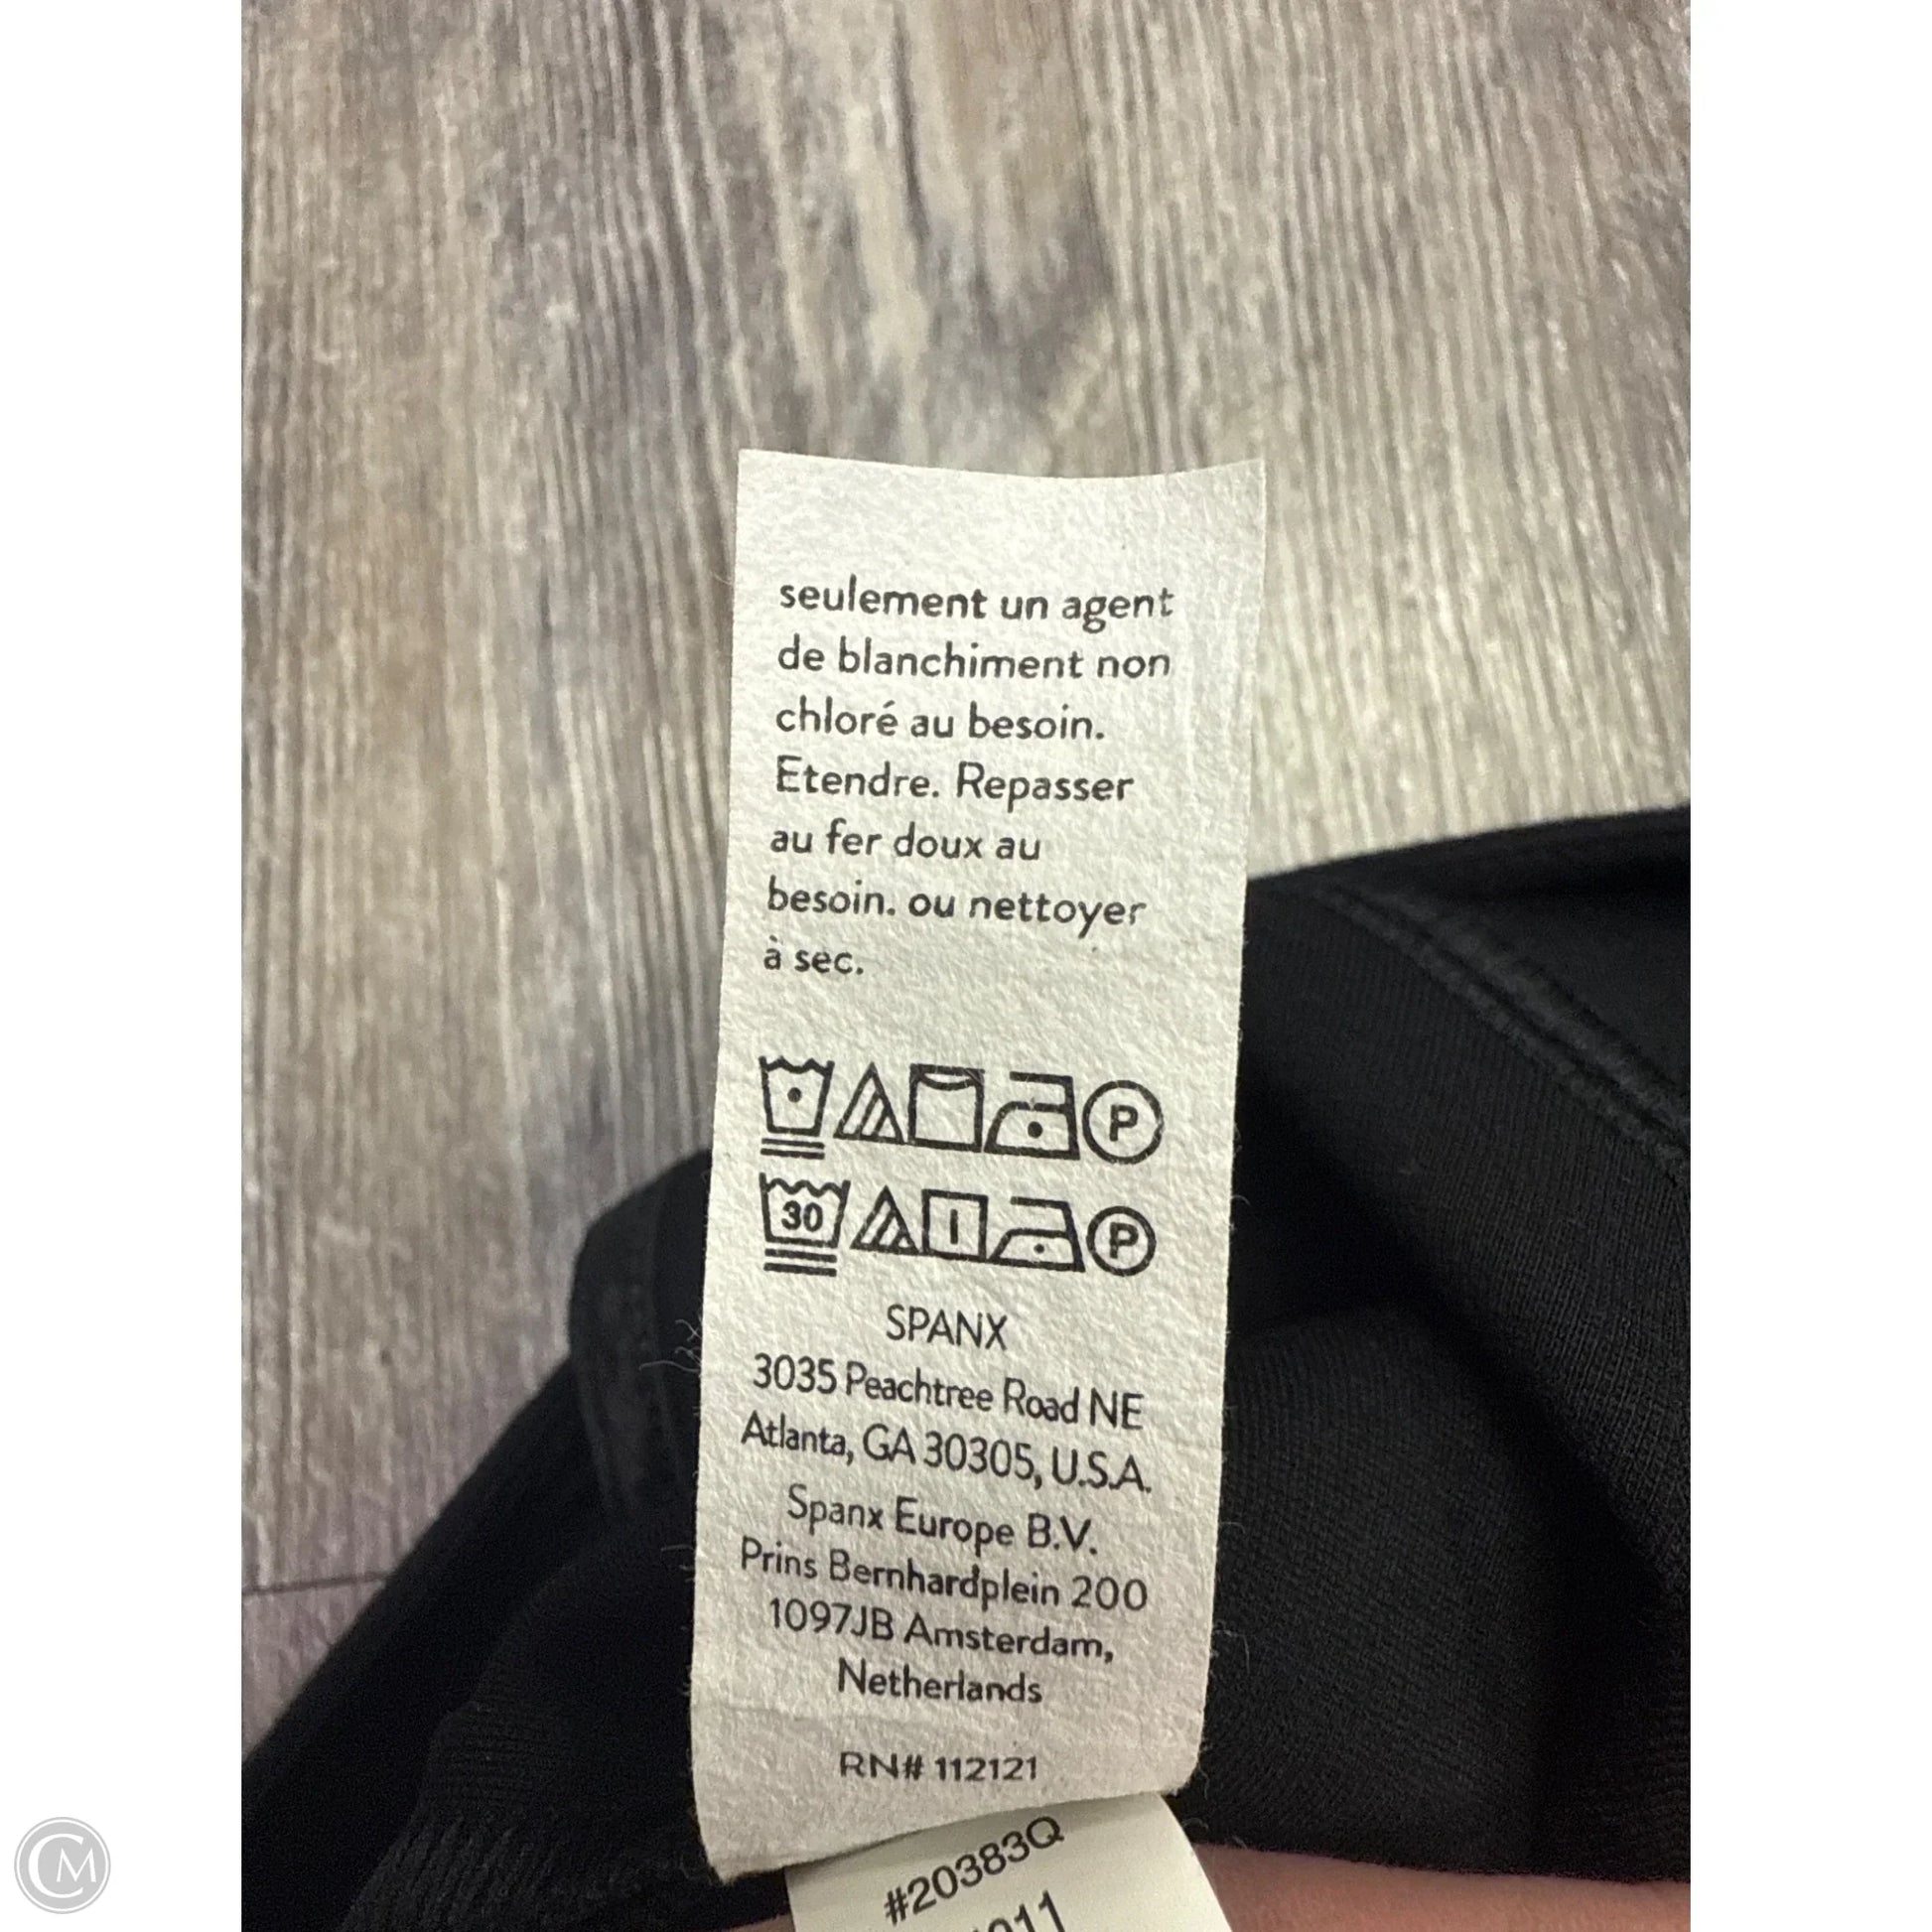 seulement un agent
de blanchiment non
chloré au besoin.
Etendre. Repasser
au fer doux au
besoin. ou nettoyer
à sec.
P
30
P
SPANX
3035 Peachtree Road NE
Atlanta, GA 30305, U.S.A.
Spanx Europe B.V.
Prins Bernhardplein 200
1097JB Amsterdam,
Netherlands
RN# 112121
#20383Q
CM